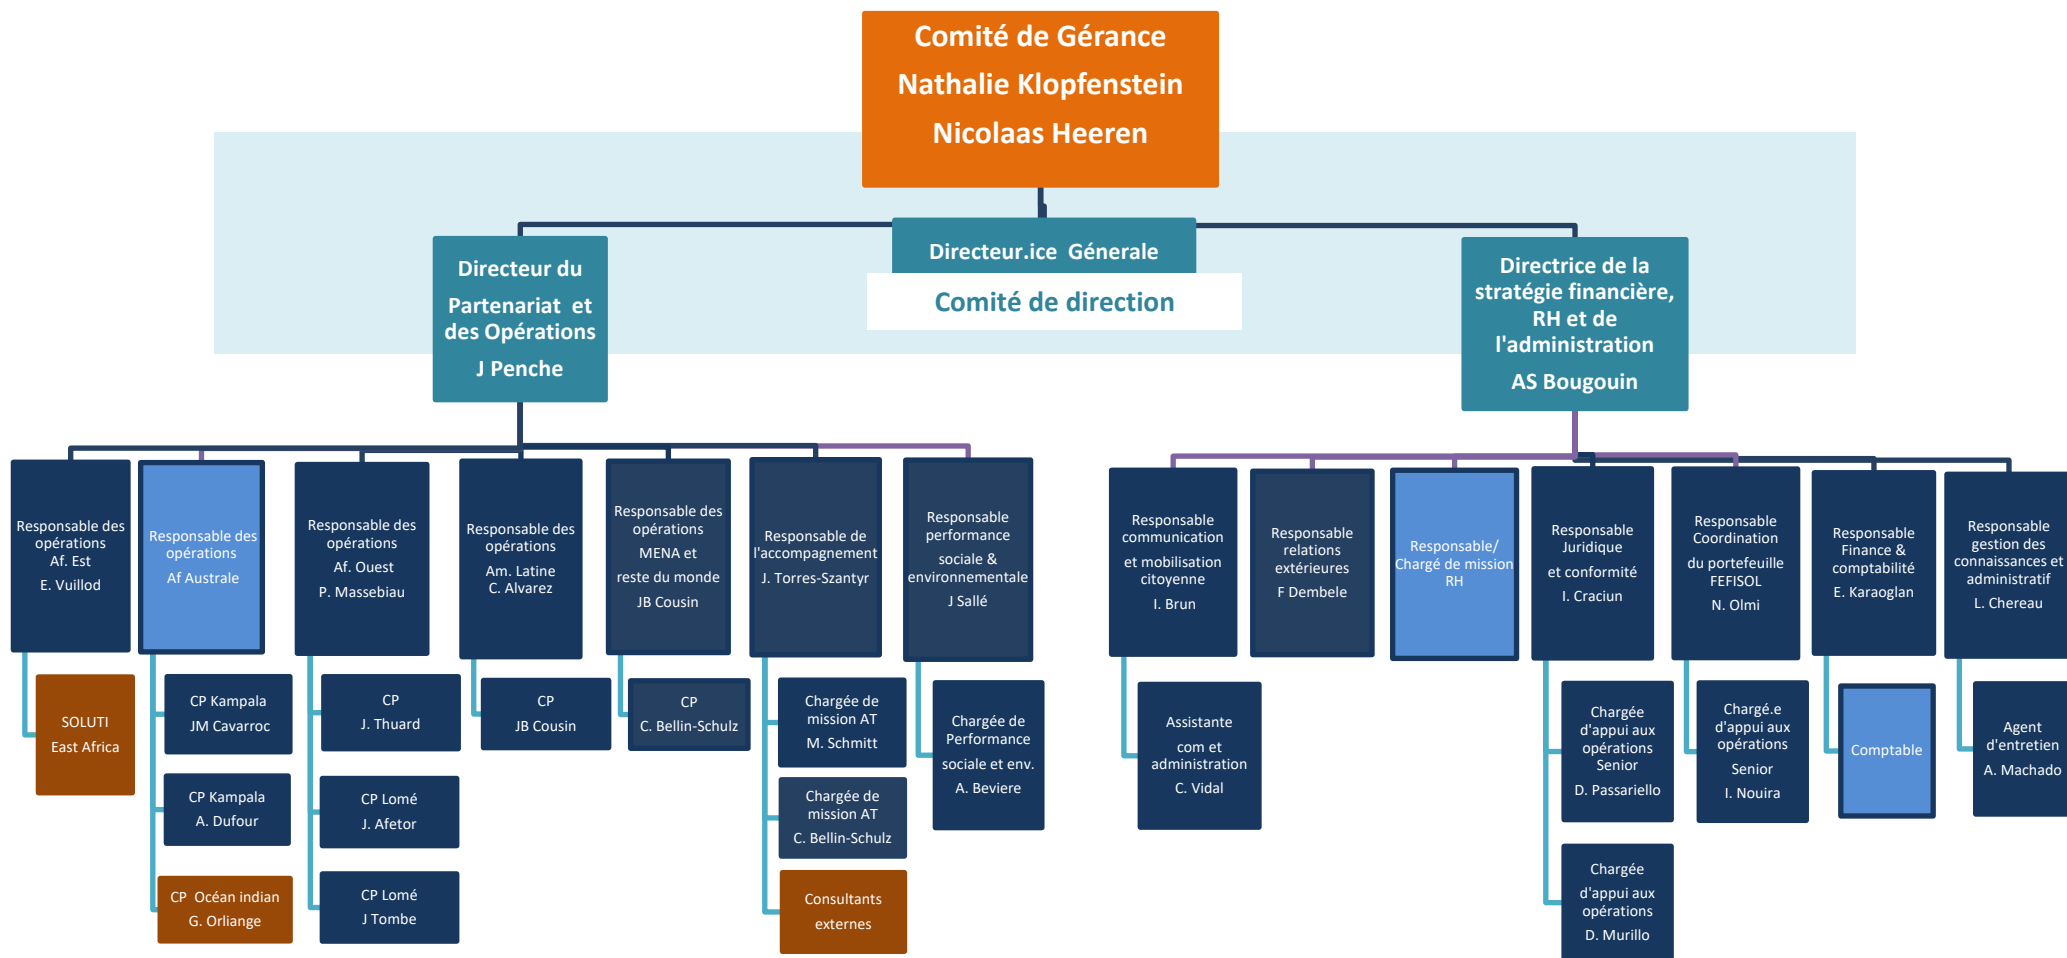 Comité de Gérance
Nathalie Klopfenstein
Nicolaas Heeren
Directeur.ice Génerale
Comité de direction
Directeur du
Partenariat et
des Opérations
J Penche
Directrice de la
stratégie financière,
RH et de
l'administration
AS Bougouin
Responsable des
opérations
Af. Est
E. Vuillod
Responsable des
opérations
Af Australe
Responsable des
opérations
Af. Ouest
P. Massebiau
Responsable des
opérations
Am. Latine
C. Alvarez
Responsable des
opérations
MENA et
reste du monde
JB Cousin
Responsable de
l'accompagnement
J. Torres-Szantyr
Responsable
performance
sociale &
environnementale
J Sallé
Responsable
communication
et mobilisation
citoyenne
I. Brun
Responsable
relations
extérieures
F Dembele
Responsable/
Chargé de mission
RH
Responsable
Juridique
et conformité
I. Craciun
Responsable
Coordination
du portefeuille
FEFISOL
N. Olmi
Responsable
Finance &
comptabilité
E. Karaoglan
Responsable
gestion des
connaissances et
administratif
L. Chereau
SOLUTI
East Africa
CP Kampala
JM Cavarroc
CP Kampala
A. Dufour
CP Océan indian
G. Orliange
CP
J. Thuard
CP Lomé
J. Afetor
CP Lomé
J Tombe
CP
JB Cousin
CP
C. Bellin-Schulz
Chargée de
mission AT
M. Schmitt
Chargée de
mission AT
C. Bellin-Schulz
Consultants
externes
Chargée de
Performance
sociale et env.
A. Beviere
Assistante
com et
administration
C. Vidal
Chargée
d'appui aux
opérations
Senior
D. Passariello
Chargée
d'appui aux
opérations
D. Murillo
Chargé.e
d'appui aux
opérations
Senior
I. Nouira
Comptable
Agent
d'entretien
A. Machado